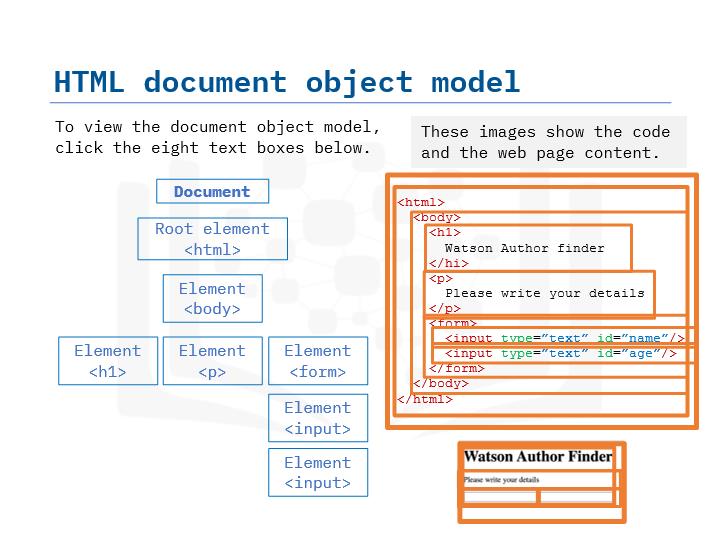 HTML document object model
To view the document object model,
click the eight text boxes below.
These images show the code
and the web page content.
Document
Root element
<html>
Element
<body>
Element
<h1>
Element
<p>
Element
<form>
Element
<input>
Element
<input>
<html>
<body>
<h1>
Watson Author finder
</hi>
<p>
Please write your details
</p>
<form>
<input type=”text” id=”name”/>
<input type=”text” id=”age”/>
</form>
</body>
</html>
Watson Author Finder
Please write your details